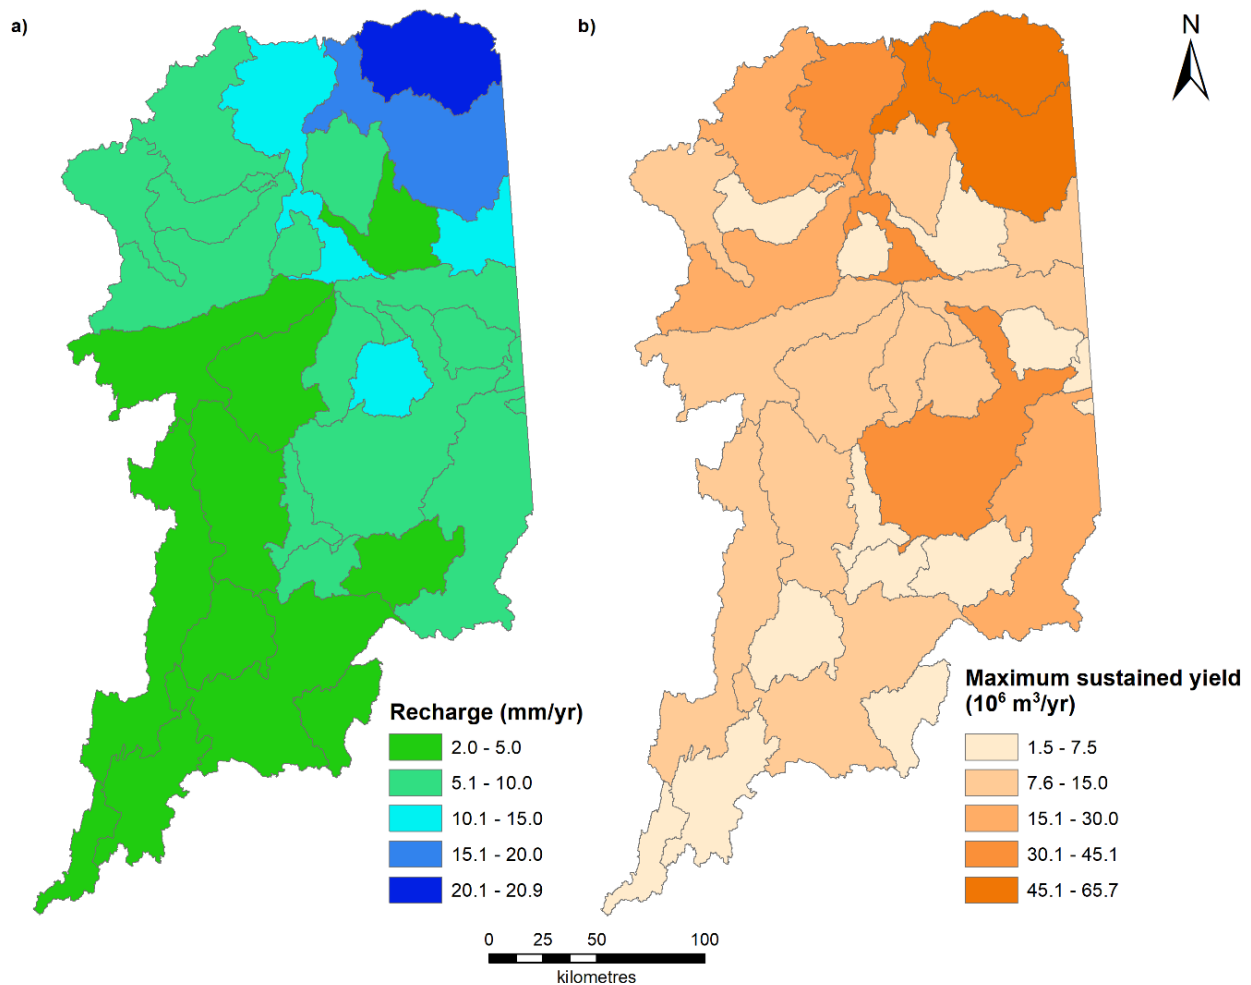 a)
b)
N
Recharge (mm/yr)
2.0 - 5.0
5.1 - 10.0
10.1 - 15.0
15.1 - 20.0
20.1 - 20.9
Maximum sustained yield
(10⁶ m³/yr)
1.5 - 7.5
7.6 - 15.0
15.1 - 30.0
30.1 - 45.1
45.1 - 65.7
0 25 50 100
kilometres